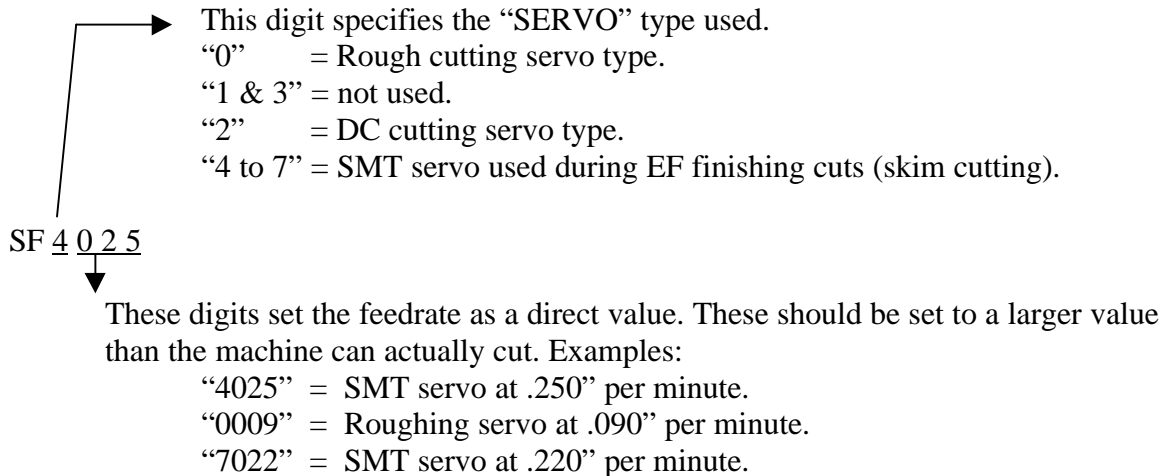 This digit specifies the “SERVO” type used.
“0” = Rough cutting servo type.
“1 & 3” = not used.
“2” = DC cutting servo type.
“4 to 7” = SMT servo used during EF finishing cuts (skim cutting).
SF 4 0 2 5
These digits set the feedrate as a direct value. These should be set to a larger value
than the machine can actually cut. Examples:
“4025” = SMT servo at .250” per minute.
“0009” = Roughing servo at .090” per minute.
“7022” = SMT servo at .220” per minute.